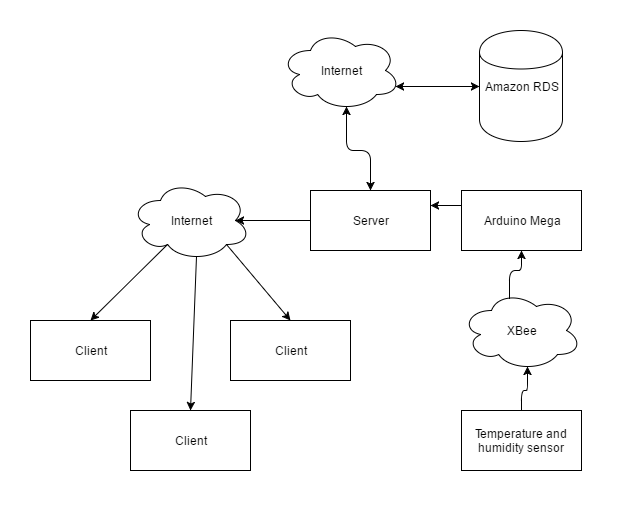 Internet
Amazon RDS
Internet
Server
Arduino Mega
XBee
Client
Client
Client
Temperature and
humidity sensor